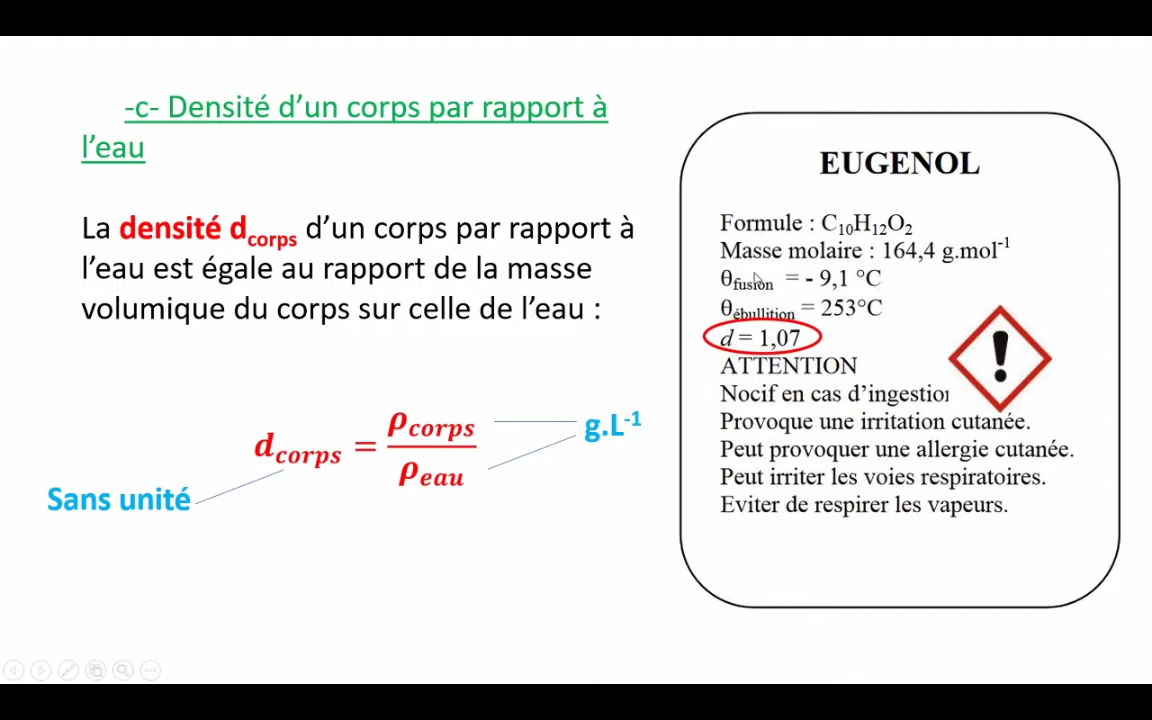 -c- Densité d’un corps par rapport à
l’eau
La densité dcorps d’un corps par rapport à
l’eau est égale au rapport de la masse
volumique du corps sur celle de l’eau :
dcorps = ρcorps / ρeau
g.L-1
Sans unité
EUGENOL
Formule : C10H12O2
Masse molaire : 164,4 g.mol-1
θfusion = - 9,1 °C
θébullition = 253°C
d = 1,07
ATTENTION
Nocif en cas d’ingestion
Provoque une irritation cutanée.
Peut provoquer une allergie cutanée.
Peut irriter les voies respiratoires.
Eviter de respirer les vapeurs.